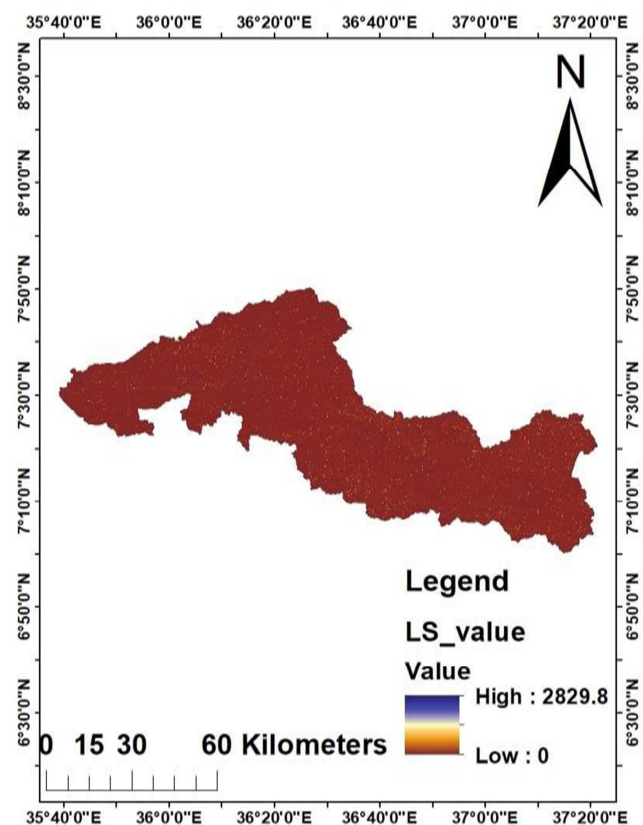 35°40'0"E 36°0'0"E 36°20'0"E 36°40'0"E 37°0'0"E 37°20'0"E
8°30'0"N 8°30'0"N
N
8°10'0"N 8°10'0"N
7°50'0"N 7°50'0"N
7°30'0"N 7°30'0"N
7°10'0"N 7°10'0"N
6°50'0"N 6°50'0"N
6°30'0"N 6°30'0"N
Legend
LS_value
Value
High : 2829.8
Low : 0
0 15 30 60 Kilometers
35°40'0"E 36°0'0"E 36°20'0"E 36°40'0"E 37°0'0"E 37°20'0"E